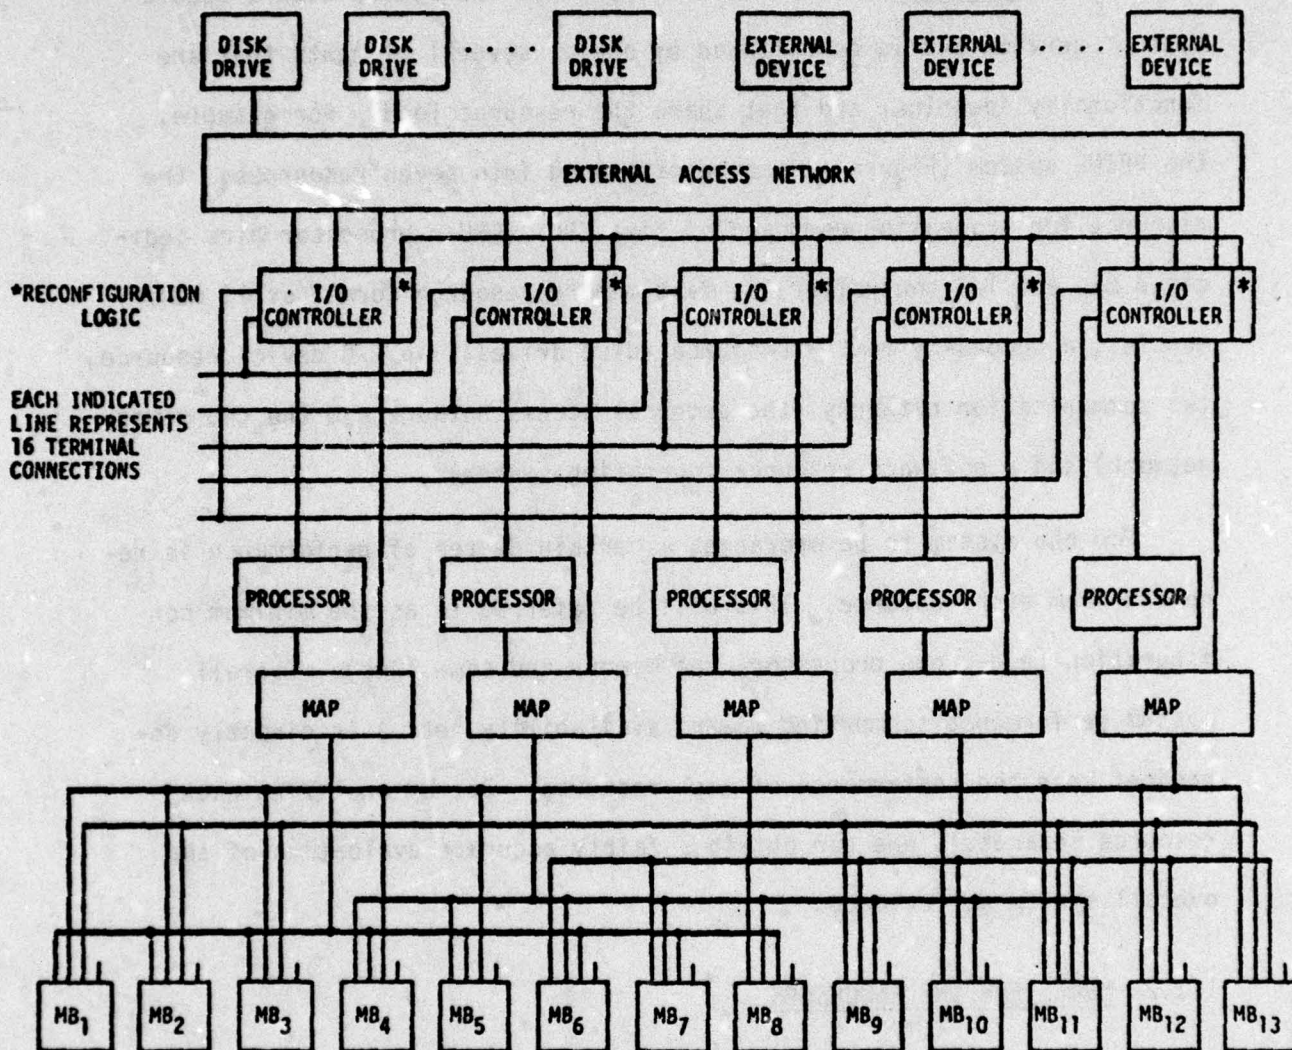 DISK DRIVE
DISK DRIVE
.....
DISK DRIVE
EXTERNAL DEVICE
EXTERNAL DEVICE
....
EXTERNAL DEVICE
EXTERNAL ACCESS NETWORK
*RECONFIGURATION
LOGIC
I/O
CONTROLLER
*
I/O
CONTROLLER
*
I/O
CONTROLLER
*
I/O
CONTROLLER
*
I/O
CONTROLLER
*
EACH INDICATED
LINE REPRESENTS
16 TERMINAL
CONNECTIONS
PROCESSOR
PROCESSOR
PROCESSOR
PROCESSOR
PROCESSOR
MAP
MAP
MAP
MAP
MAP
MB1
MB2
MB3
MB4
MB5
MB6
MB7
MB8
MB9
MB10
MB11
MB12
MB13